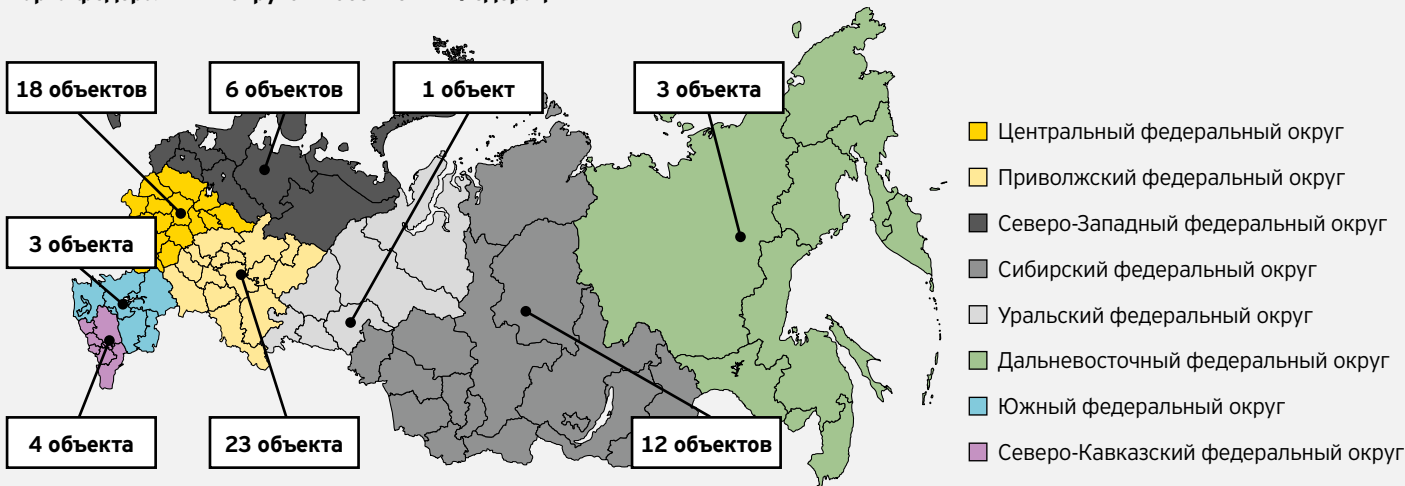 18 объектов
6 объектов
1 объект
3 объекта
3 объекта
4 объекта
23 объекта
12 объектов
Центральный федеральный округ
Приволжский федеральный округ
Северо-Западный федеральный округ
Сибирский федеральный округ
Уральский федеральный округ
Дальневосточный федеральный округ
Южный федеральный округ
Северо-Кавказский федеральный округ